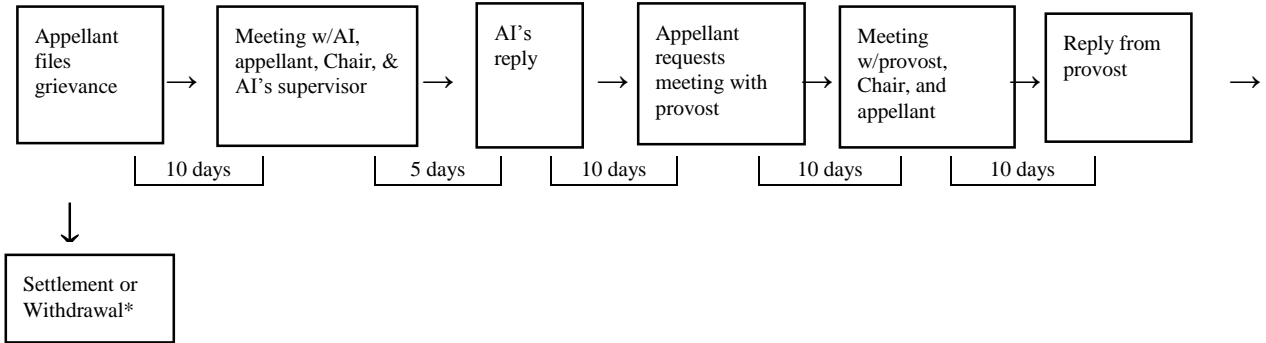 Appellant
files
grievance
Meeting w/AI,
appellant, Chair, &
AI’s supervisor
AI’s
reply
Appellant
requests
meeting with
provost
Meeting
w/provost,
Chair, and
appellant
Reply from
provost
10 days
5 days
10 days
10 days
10 days
Settlement or
Withdrawal*